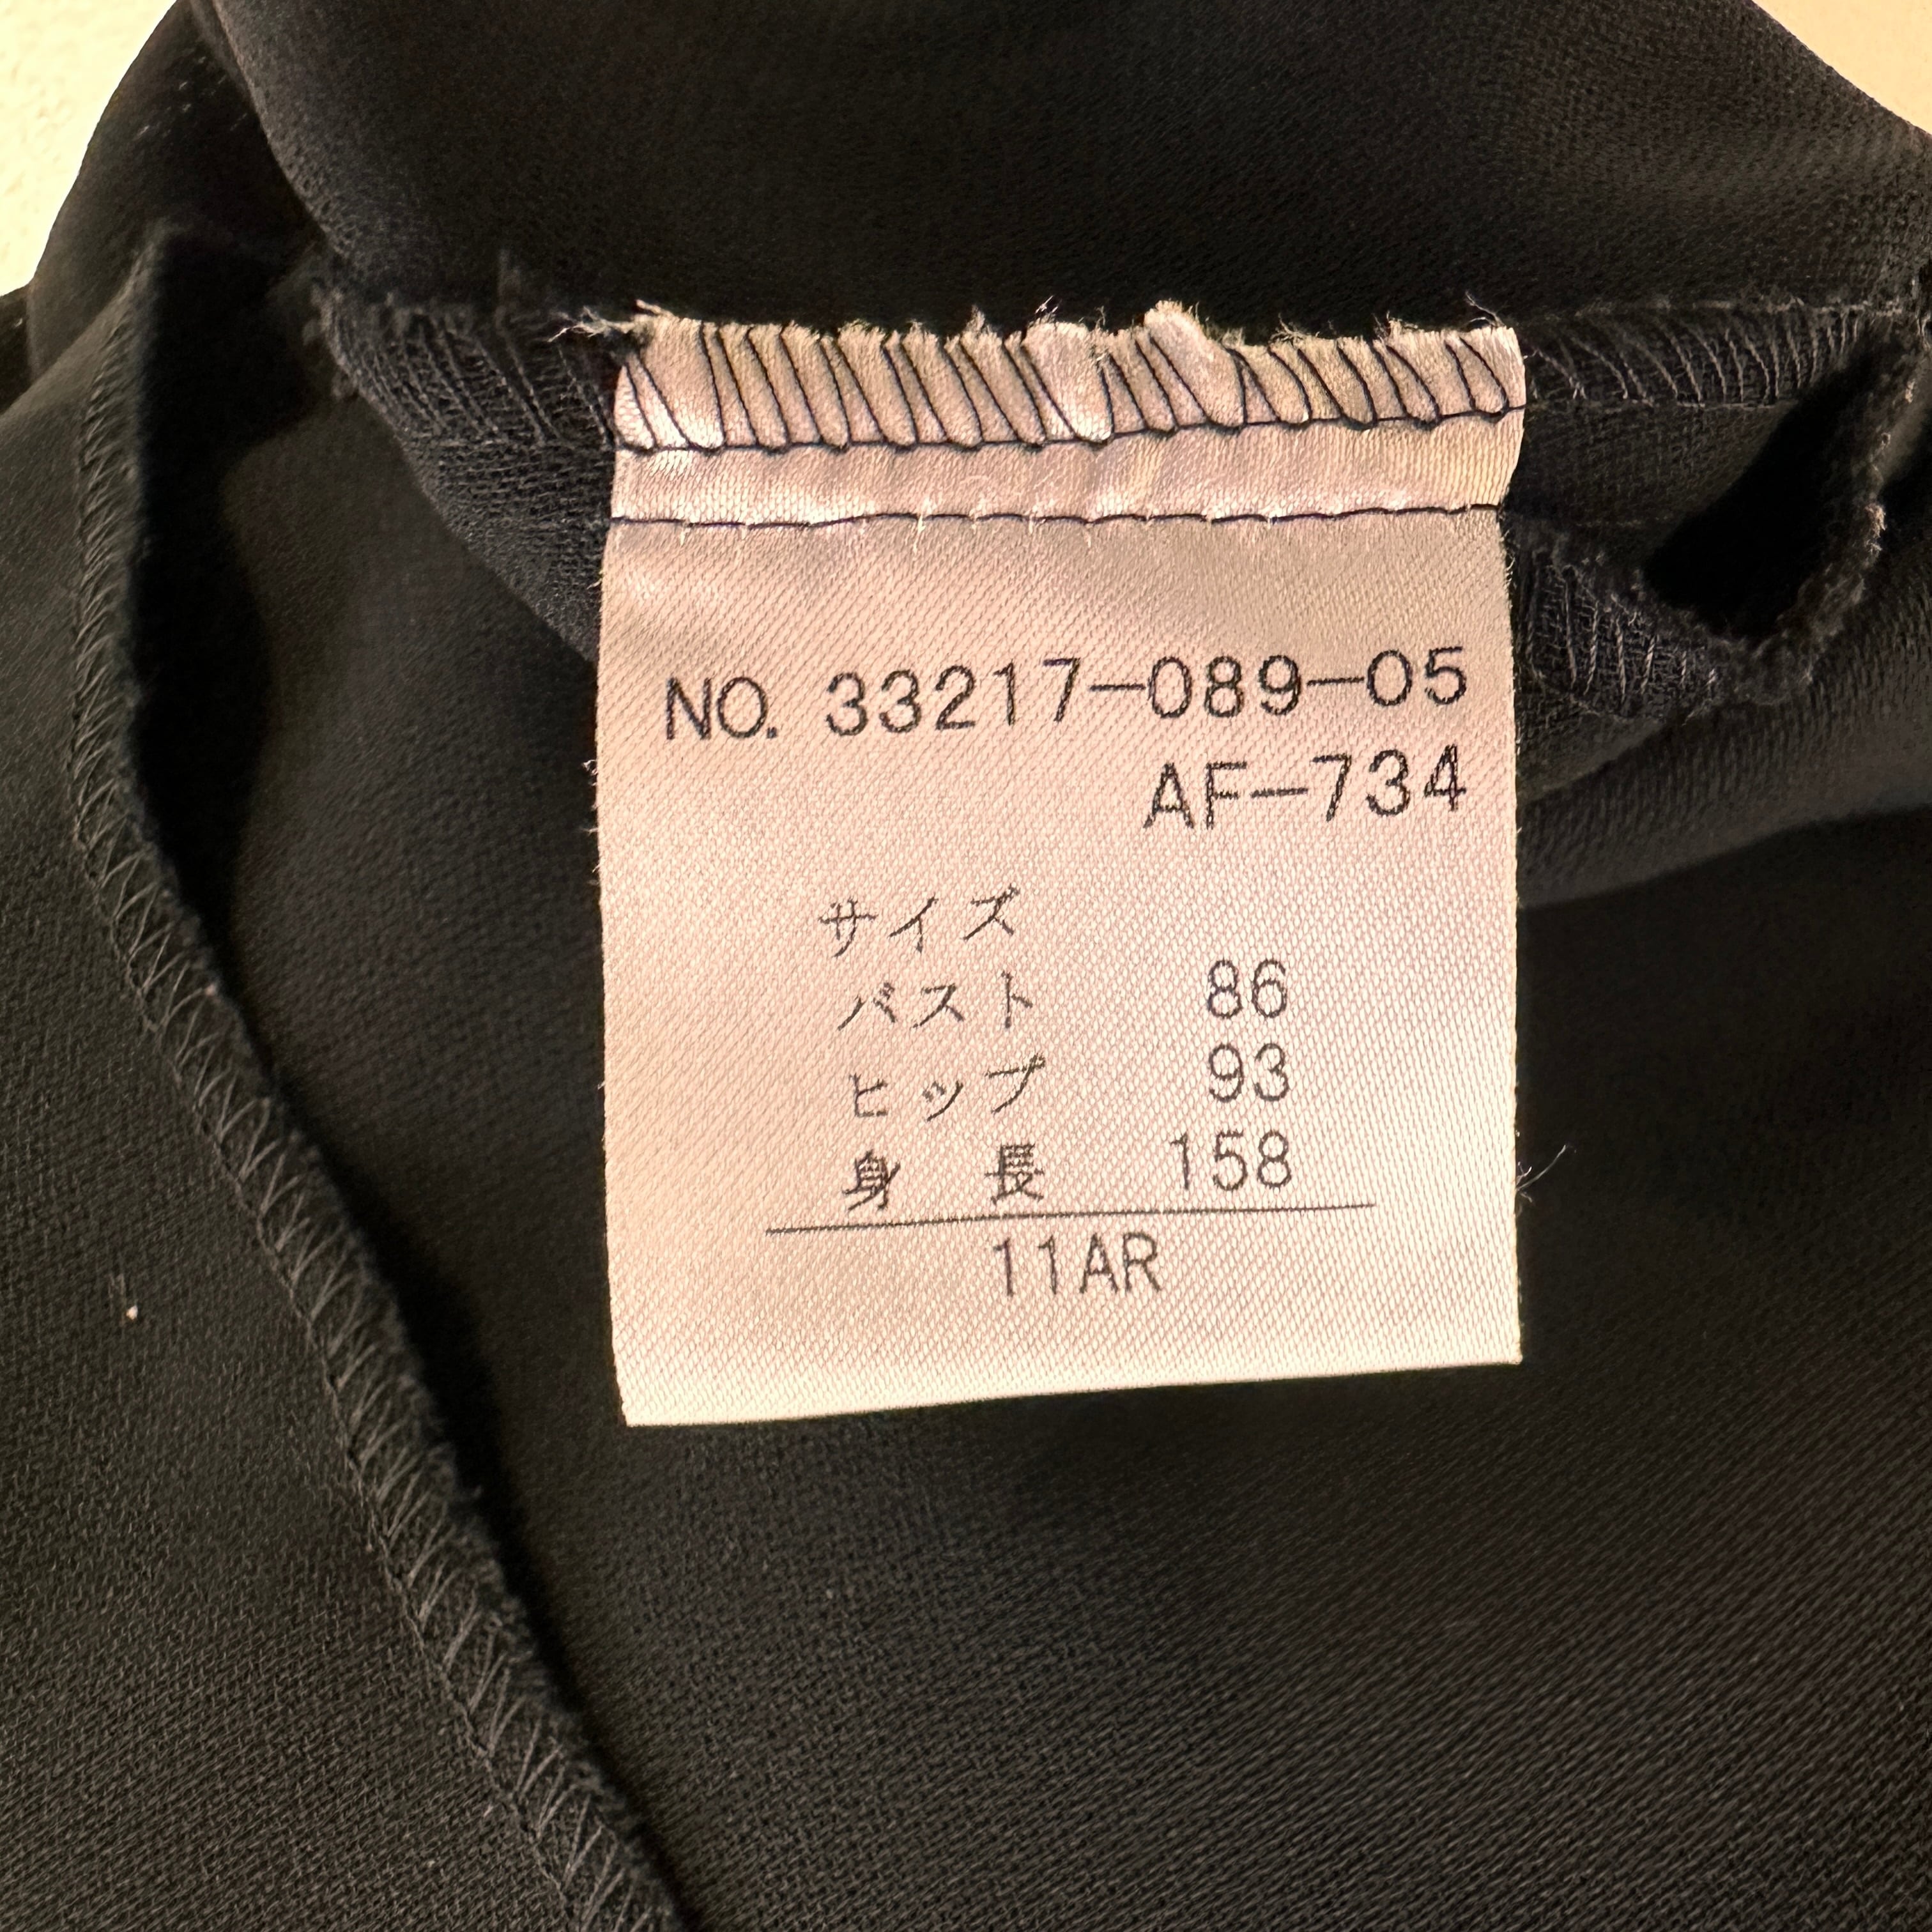 NO. 33217-089-05
AF-734
サイズ
バスト 86
ヒップ 93
身長 158
11AR